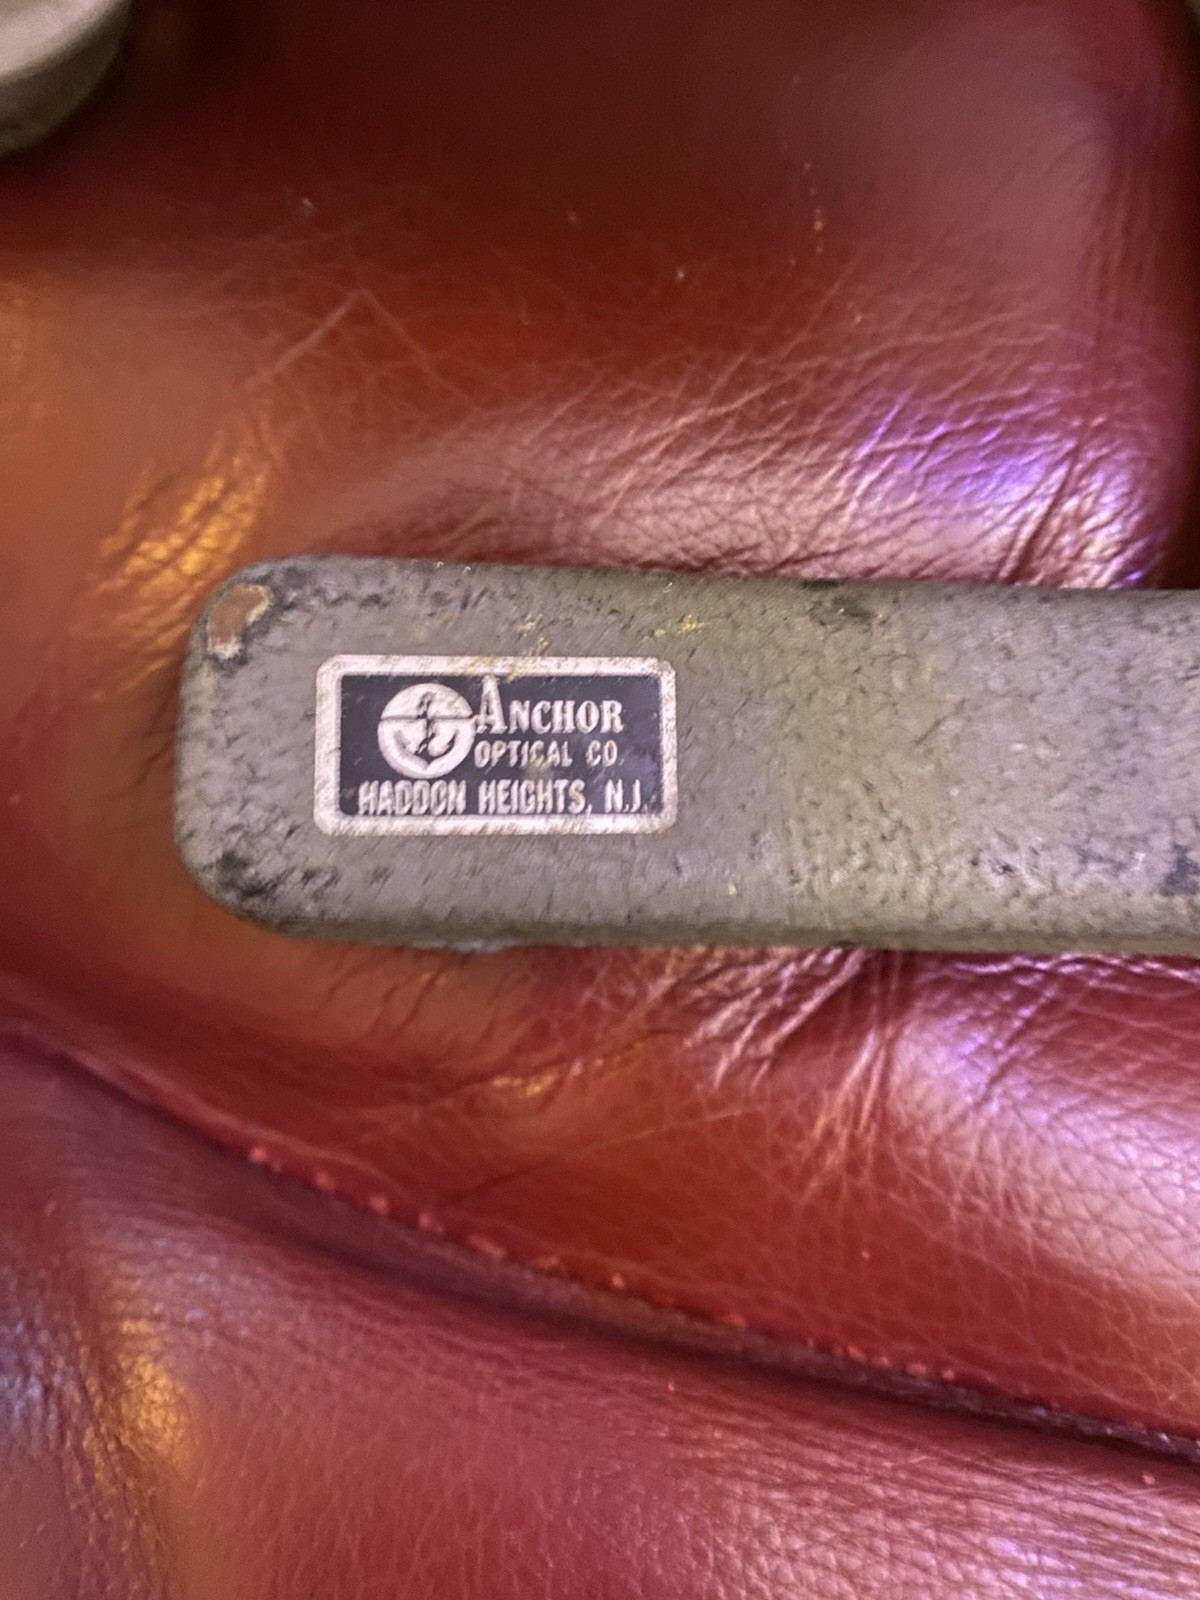 ANCHOR
OPTICAL CO.
HADDON HEIGHTS, N.J.